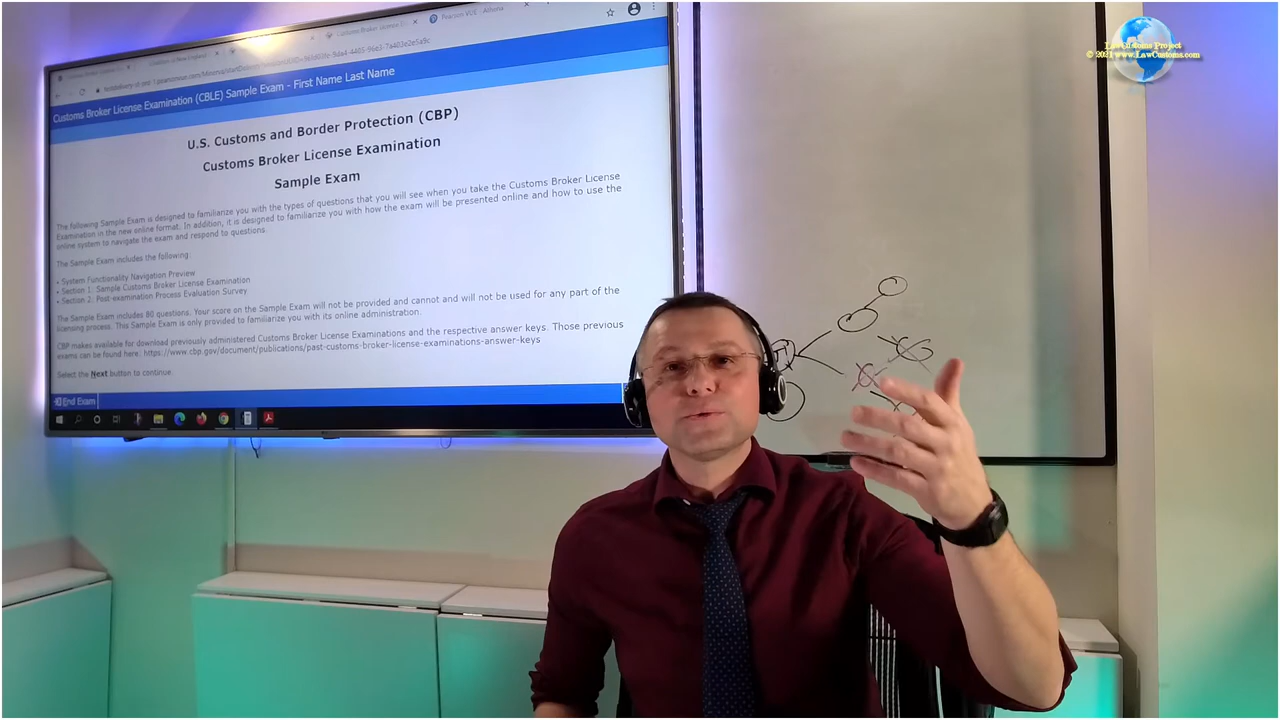 Customs Broker License Examination (CBLE) Sample Exam - First Name Last Name
U.S. Customs and Border Protection (CBP)
Customs Broker License Examination
Sample Exam
The following Sample Exam is designed to familiarize you with the types of questions that you will see when you take the Customs Broker License
Examination in the new online format. In addition, it is designed to familiarize you with how the exam will be presented online and how to use the
online system to navigate the exam and respond to questions.
The Sample Exam includes the following:
• System Functionality Navigation Preview
• Section 1: Sample Customs Broker License Examination
• Section 2: Post-examination Process Evaluation Survey
The Sample Exam includes 80 questions. Your score on the Sample Exam will not be provided and cannot and will not be used for any part of the
licensing process. This Sample Exam is only provided to familiarize you with its online administration.
CBP makes available for download previously administered Customs Broker License Examinations and the respective answer keys. Those previous
exams can be found here: https://www.cbp.gov/document/publications/past-customs-broker-license-examinations-answer-keys
Select the Next button to continue.
End Exam
LawCustoms Project
© 2021 www.LawCustoms.com